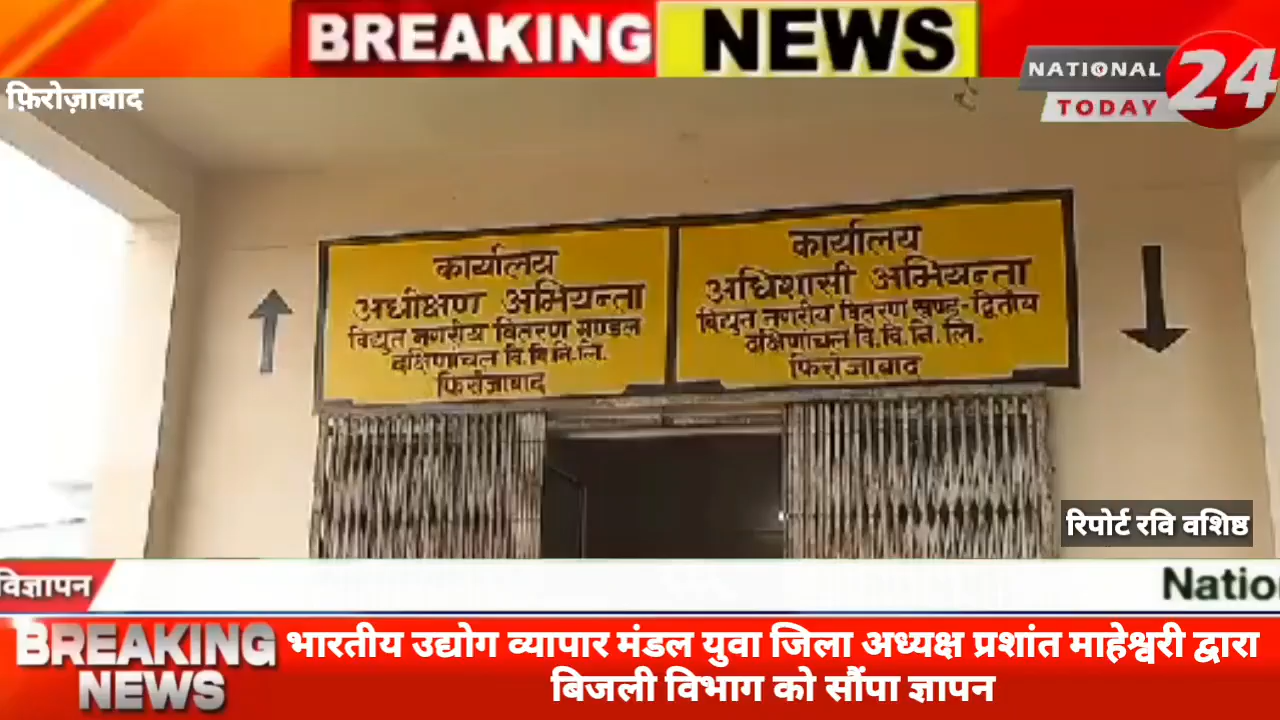 BREAKING NEWS
NATIONAL
TODAY 24
फ़िरोज़ाबाद
कार्यालय
अधीक्षण अभियन्ता
विद्युत नगरीय वितरण मण्डल
दक्षिणाचल वि.वि.नि.लि.
फिरोजाबाद
कार्यालय
अधिशासी अभियन्ता
विद्युत नगरीय वितरण खण्ड-द्वितीय
दक्षिणाचल वि.वि.नि.लि.
फिरोजाबाद
रिपोर्ट रवि वशिष्ठ
विज्ञापन
Natio
BREAKING
NEWS
भारतीय उद्योग व्यापार मंडल युवा जिला अध्यक्ष प्रशांत माहेश्वरी द्वारा
बिजली विभाग को सौंपा ज्ञापन